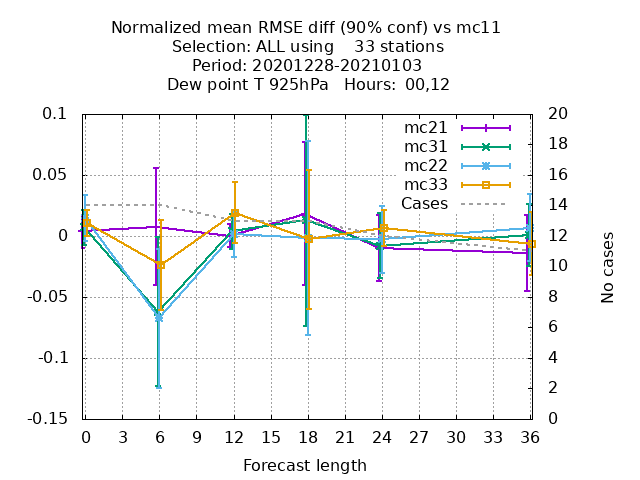 Normalized mean RMSE diff (90% conf) vs mc11
Selection: ALL using 33 stations
Period: 20201228-20210103
Dew point T 925hPa Hours: 00,12
0.1
0.05
0
-0.05
-0.1
-0.15
20
18
16
14
12
10
8
6
4
2
0
mc21
mc31
mc22
mc33
Cases
No cases
0 3 6 9 12 15 18 21 24 27 30 33 36
Forecast length